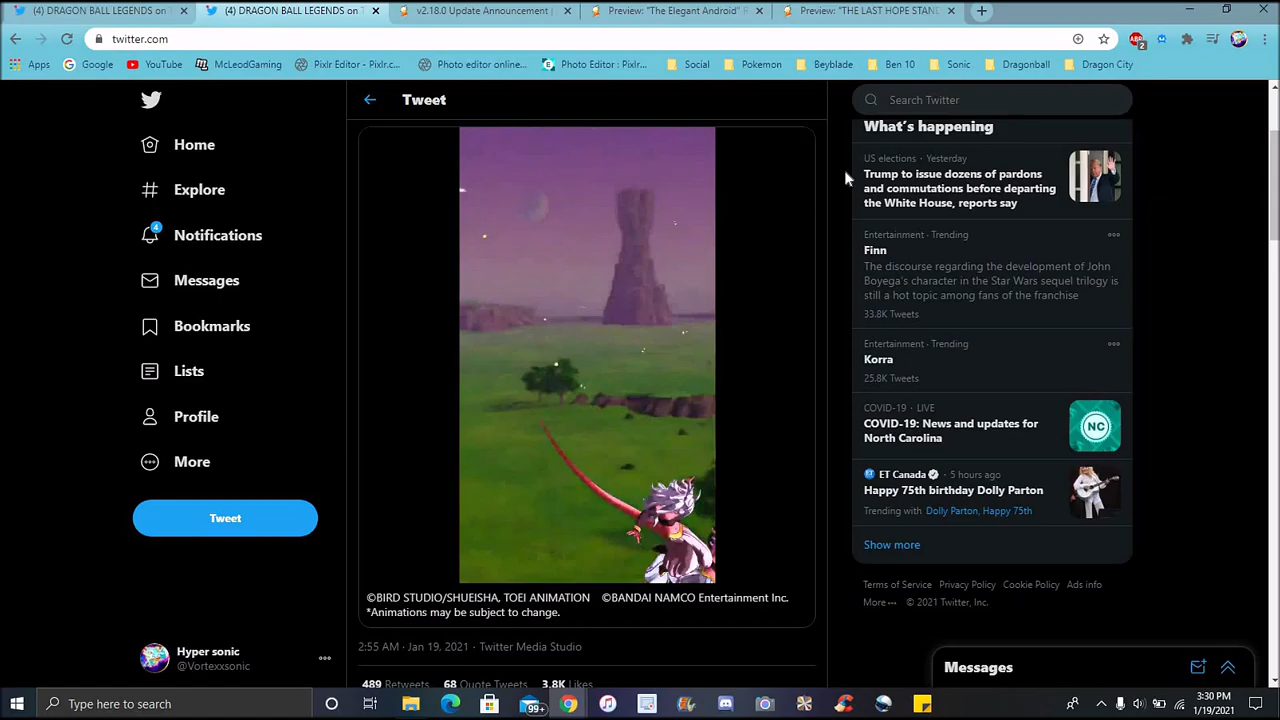 (4) DRAGON BALL LEGENDS on T
(4) DRAGON BALL LEGENDS on T
v2.18.0 Update Announcement |
Preview: "The Elegant Android" R
Preview: "THE LAST HOPE STAN
twitter.com
2
Apps
Google
YouTube
McLeodGaming
Pixlr Editor - Pixlr.c...
Photo editor online...
Photo Editor : Pixlr...
Social
Pokemon
Beyblade
Ben 10
Sonic
Dragonball
Dragon City
Home
Explore
4
Notifications
Messages
Bookmarks
Lists
Profile
More
Tweet
Hyper sonic
@Vortexxsonic
Tweet
©BIRD STUDIO/SHUEISHA, TOEI ANIMATION ©BANDAI NAMCO Entertainment Inc.
*Animations may be subject to change.
2:55 AM · Jan 19, 2021 · Twitter Media Studio
489 Retweets 68 Quote Tweets 3.8K Likes
Search Twitter
What's happening
US elections · Yesterday
Trump to issue dozens of pardons
and commutations before departing
the White House, reports say
Entertainment · Trending
Finn
The discourse regarding the development of John
Boyega's character in the Star Wars sequel trilogy is
still a hot topic among fans of the franchise
33.8K Tweets
Entertainment · Trending
Korra
25.8K Tweets
COVID-19 · LIVE
COVID-19: News and updates for
North Carolina
NC
ET Canada · 5 hours ago
Happy 75th birthday Dolly Parton
Trending with Dolly Parton, Happy 75th
Show more
Terms of Service Privacy Policy Cookie Policy Ads info
More ··· © 2021 Twitter, Inc.
Messages
Type here to search
99+
3:30 PM
1/19/2021